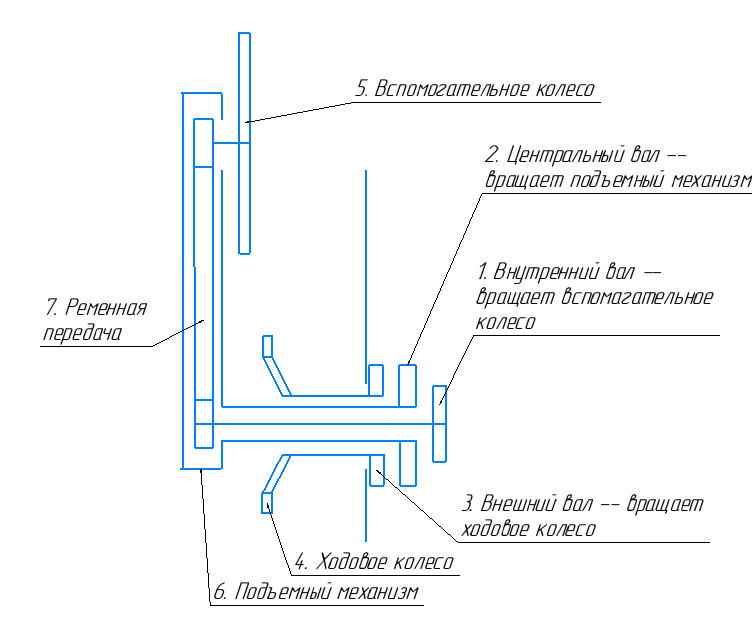 5. Вспомогательное колесо
2. Центральный вал --
вращает подъемный механизм
1. Внутренний вал --
вращает вспомагательное
колесо
7. Ременная
передача
3. Внешний вал -- вращает
ходовое колесо
4. Ходовое колесо
6. Подъемный механизм